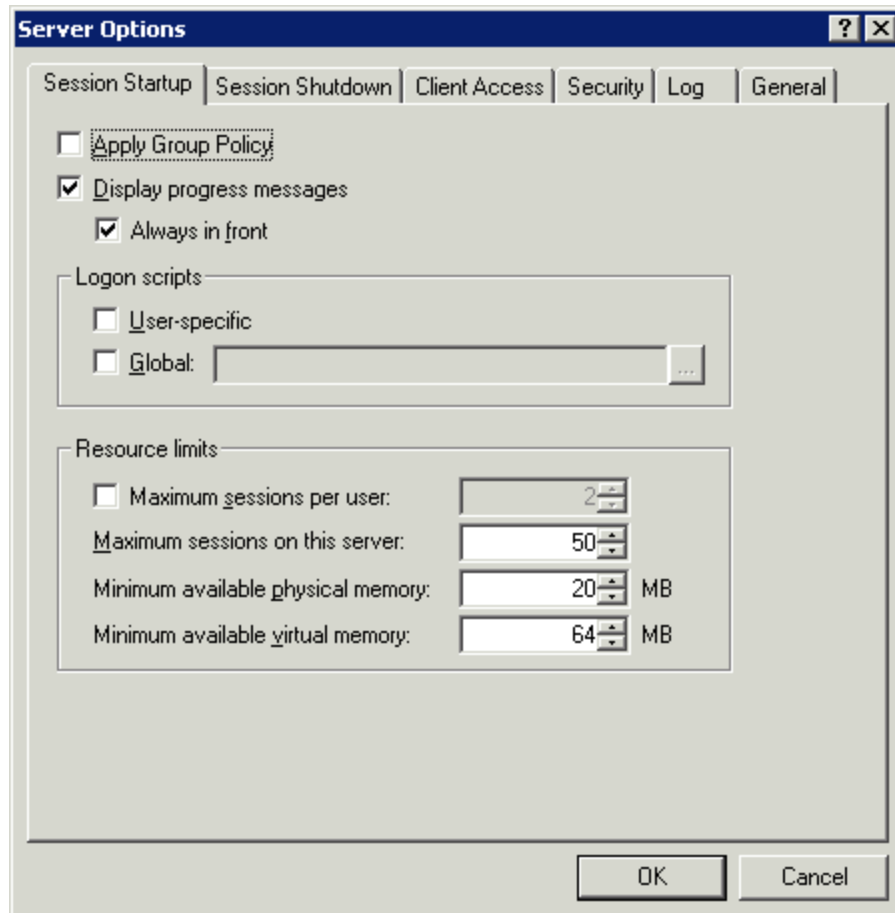 Server Options
Session Startup Session Shutdown Client Access Security Log General
Apply Group Policy
Display progress messages
Always in front
Logon scripts
User-specific
Global: ...
Resource limits
Maximum sessions per user: 2
Maximum sessions on this server: 50
Minimum available physical memory: 20 MB
Minimum available virtual memory: 64 MB
OK Cancel